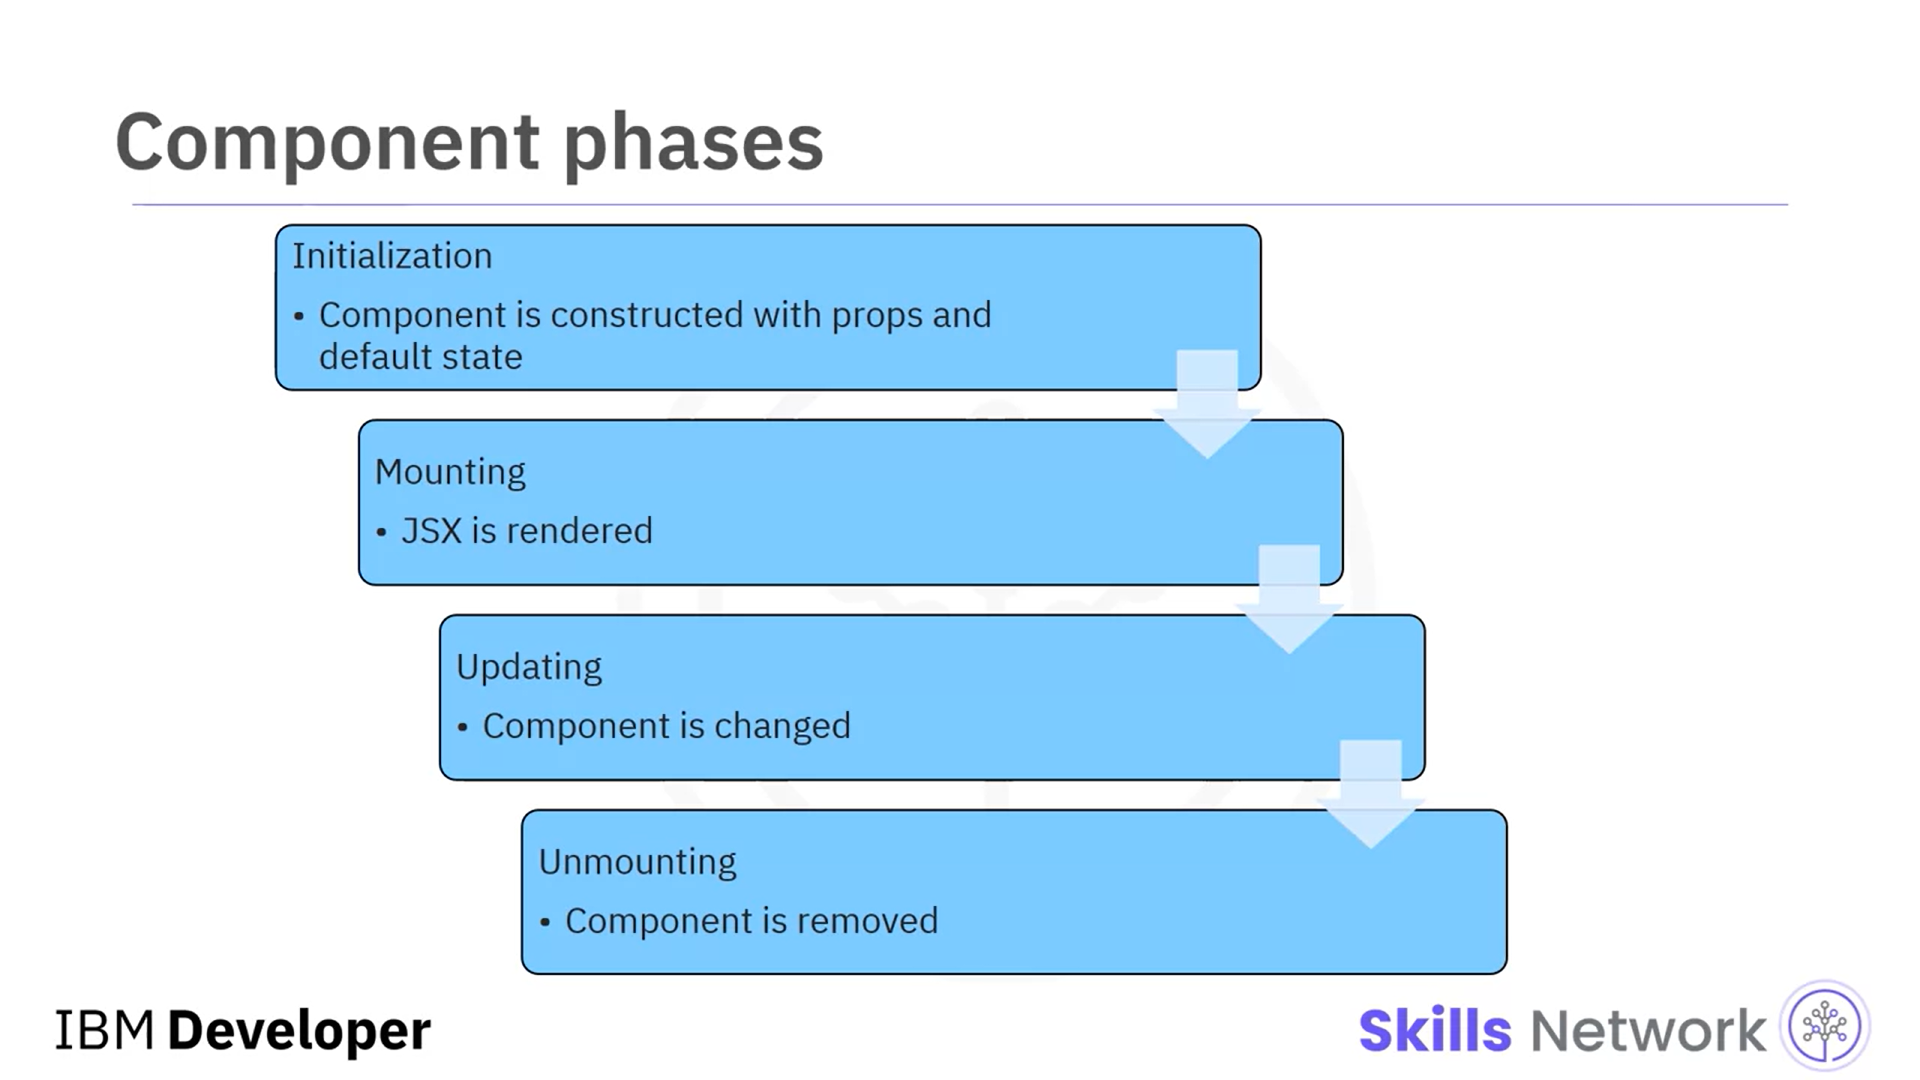 Component phases
Initialization
• Component is constructed with props and
default state
Mounting
• JSX is rendered
Updating
• Component is changed
Unmounting
• Component is removed
IBM Developer
Skills Network